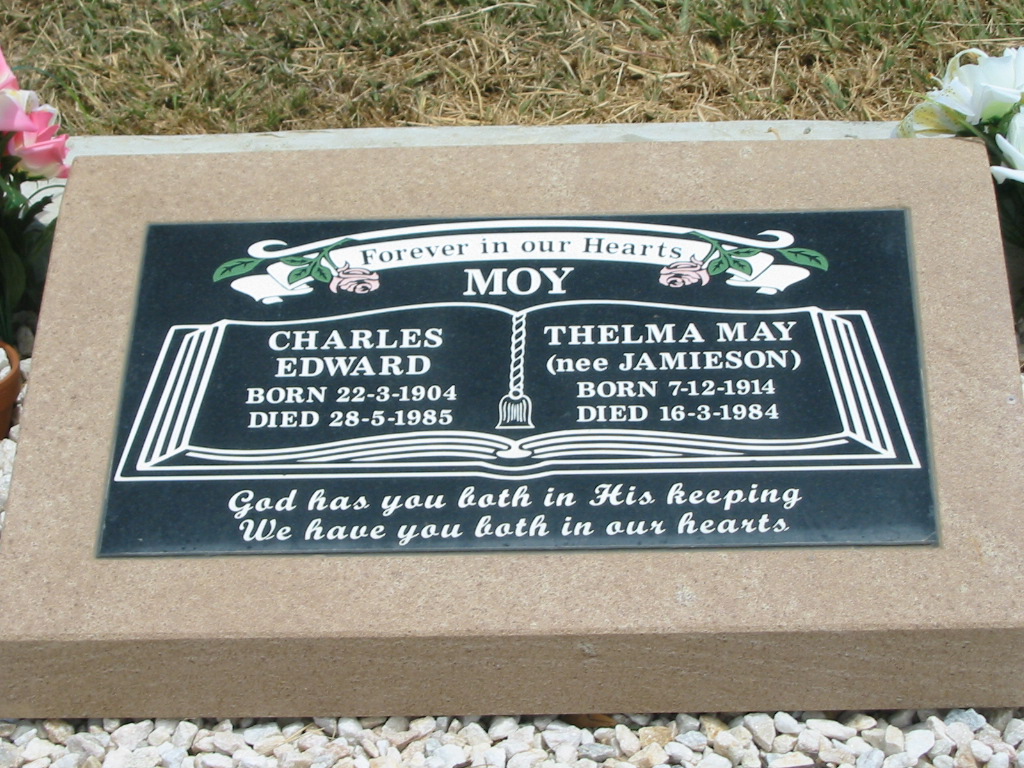 Forever in our Hearts
MOY
CHARLES
EDWARD
BORN 22-3-1904
DIED 28-5-1985
THELMA MAY
(nee JAMIESON)
BORN 7-12-1914
DIED 16-3-1984
God has you both in His keeping
We have you both in our hearts